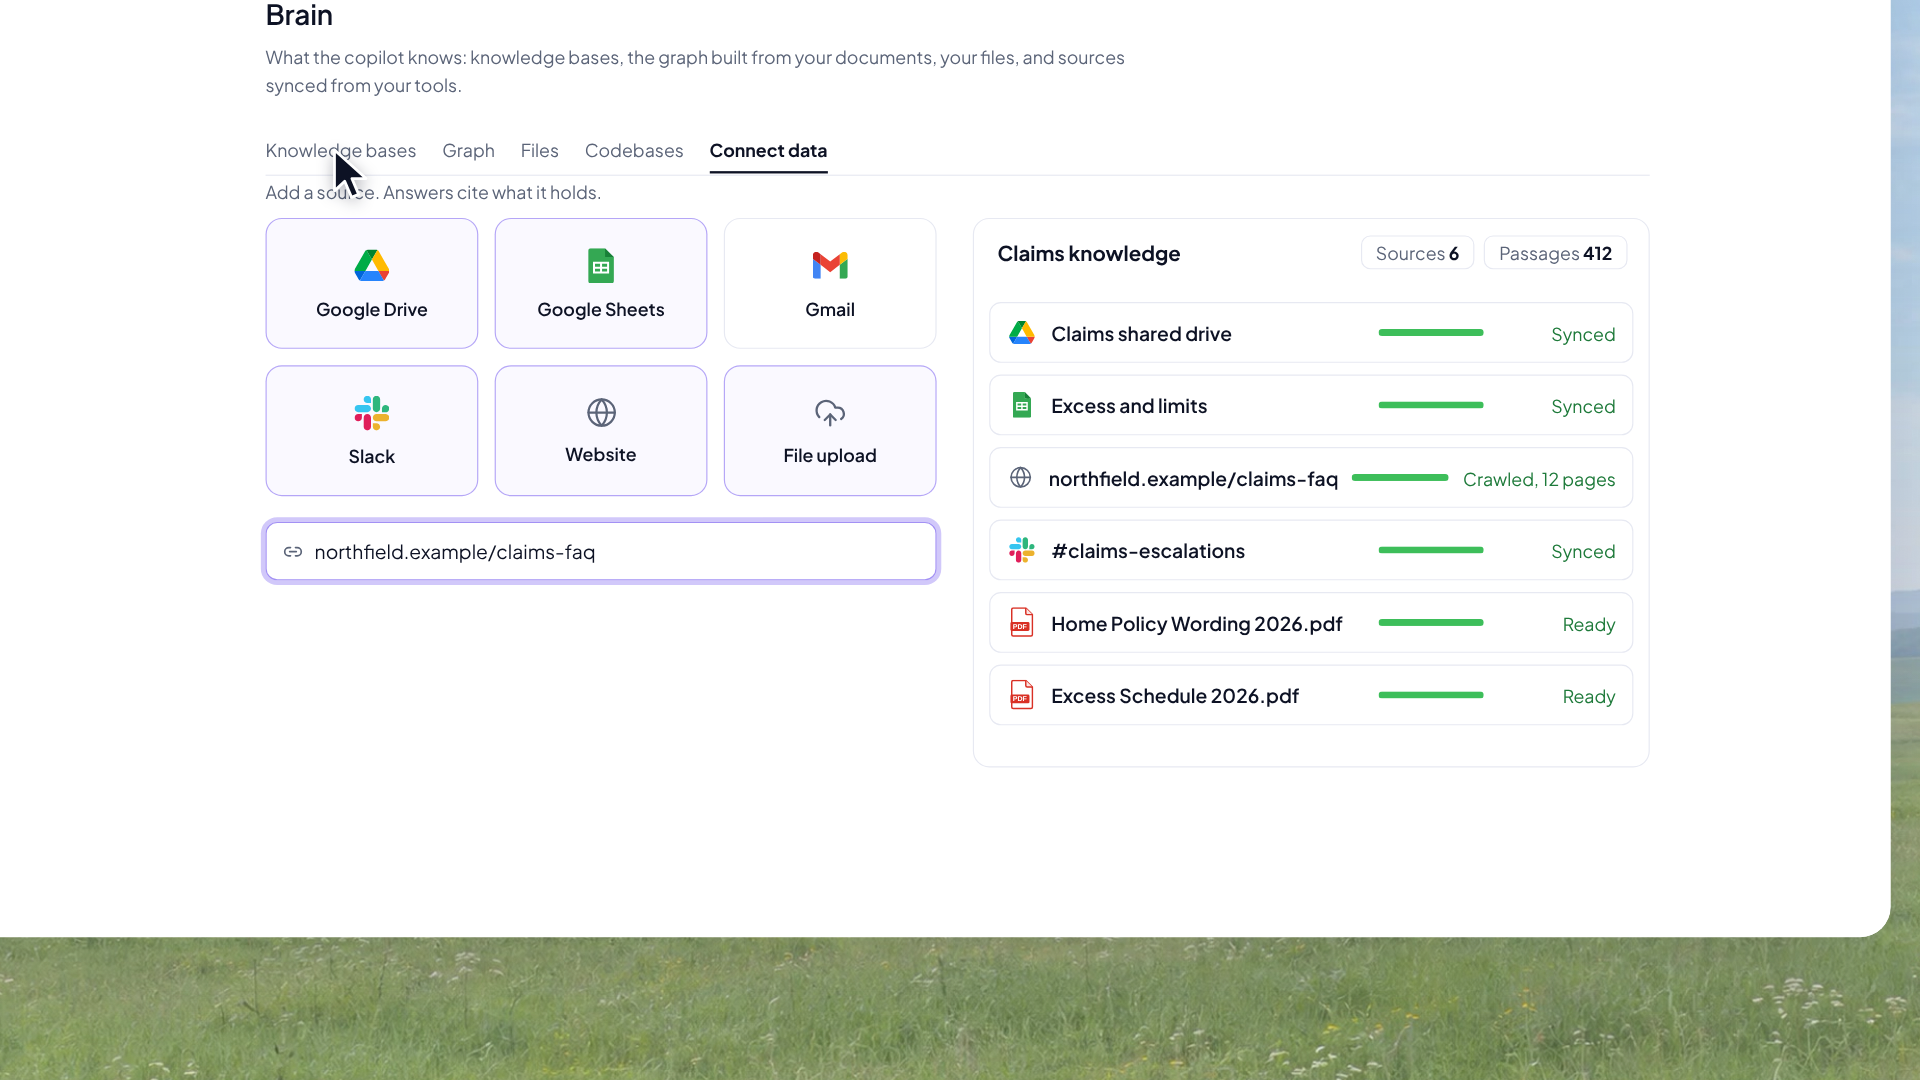 Brain
What the copilot knows: knowledge bases, the graph built from your documents, your files, and sources
synced from your tools.
Knowledge bases
Graph
Files
Codebases
Connect data
Add a source. Answers cite what it holds.
Google Drive
Google Sheets
Gmail
Slack
Website
File upload
northfield.example/claims-faq
Claims knowledge
Sources 6
Passages 412
Claims shared drive
Synced
Excess and limits
Synced
northfield.example/claims-faq
Crawled, 12 pages
#claims-escalations
Synced
PDF
Home Policy Wording 2026.pdf
Ready
PDF
Excess Schedule 2026.pdf
Ready